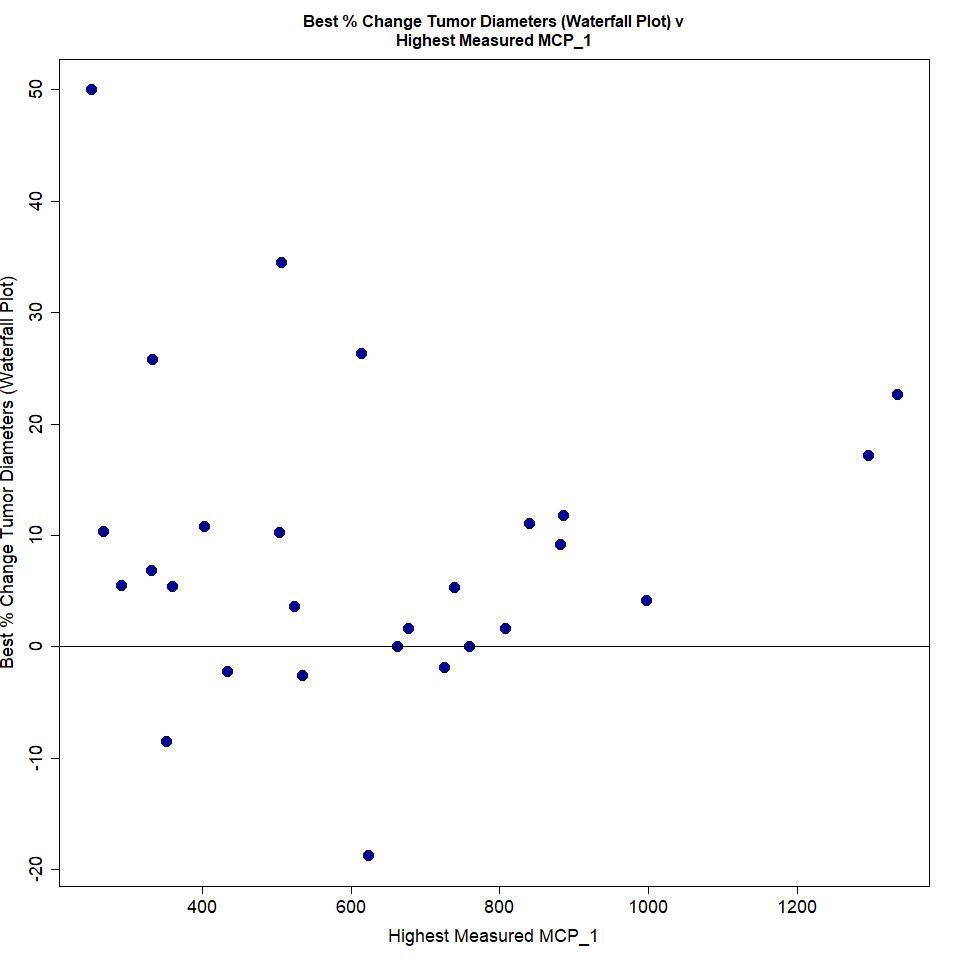 Best % Change Tumor Diameters (Waterfall Plot) v
Highest Measured MCP_1
Best % Change Tumor Diameters (Waterfall Plot)
50
40
30
20
10
0
-10
-20
400 600 800 1000 1200
Highest Measured MCP_1